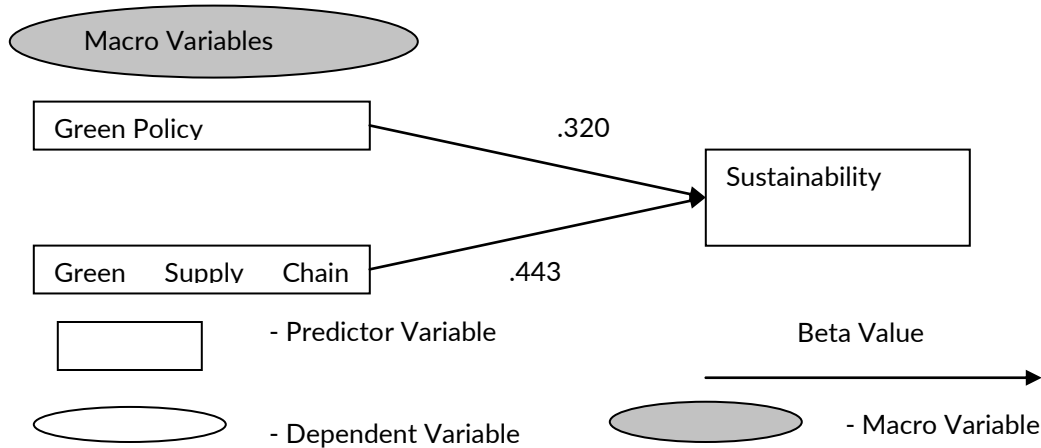 Macro Variables
Green Policy
.320
Sustainability
Green Supply Chain
.443
- Predictor Variable
Beta Value
- Dependent Variable
- Macro Variable